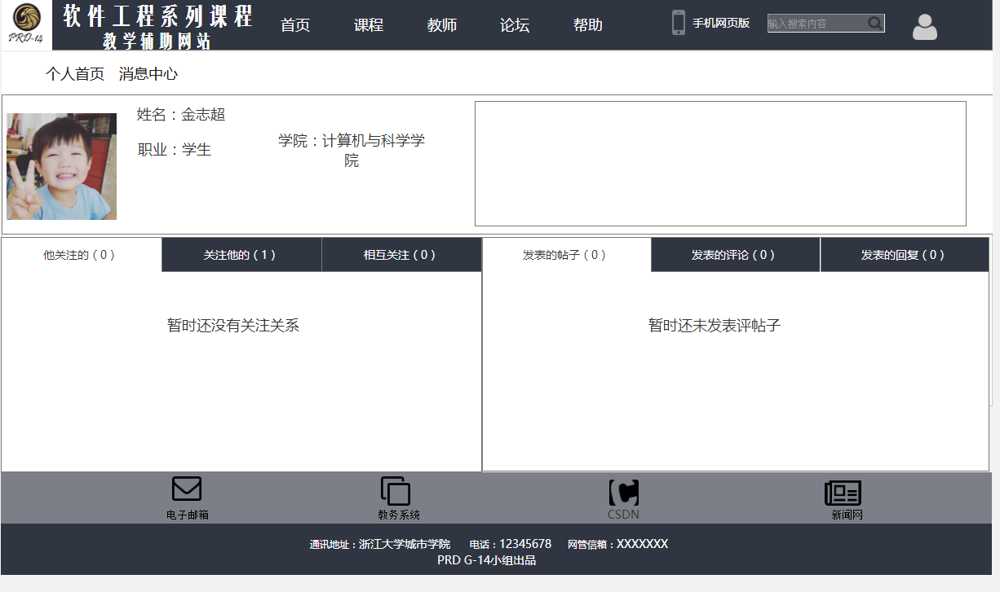 PRD-14
软件工程系列课程
教学辅助网站
首页 课程 教师 论坛 帮助
手机网页版
输入搜索内容
个人首页 消息中心
姓名：金志超
职业：学生
学院：计算机与科学学
院
他关注的（0） 关注他的（1） 相互关注（0） 发表的帖子（0） 发表的评论（0） 发表的回复（0）
暂时还没有关注关系
暂时还未发表评帖子
电子邮箱 教务系统 CSDN 新闻网
通讯地址：浙江大学城市学院 电话：12345678 网管信箱：XXXXXXX
PRD G-14小组出品